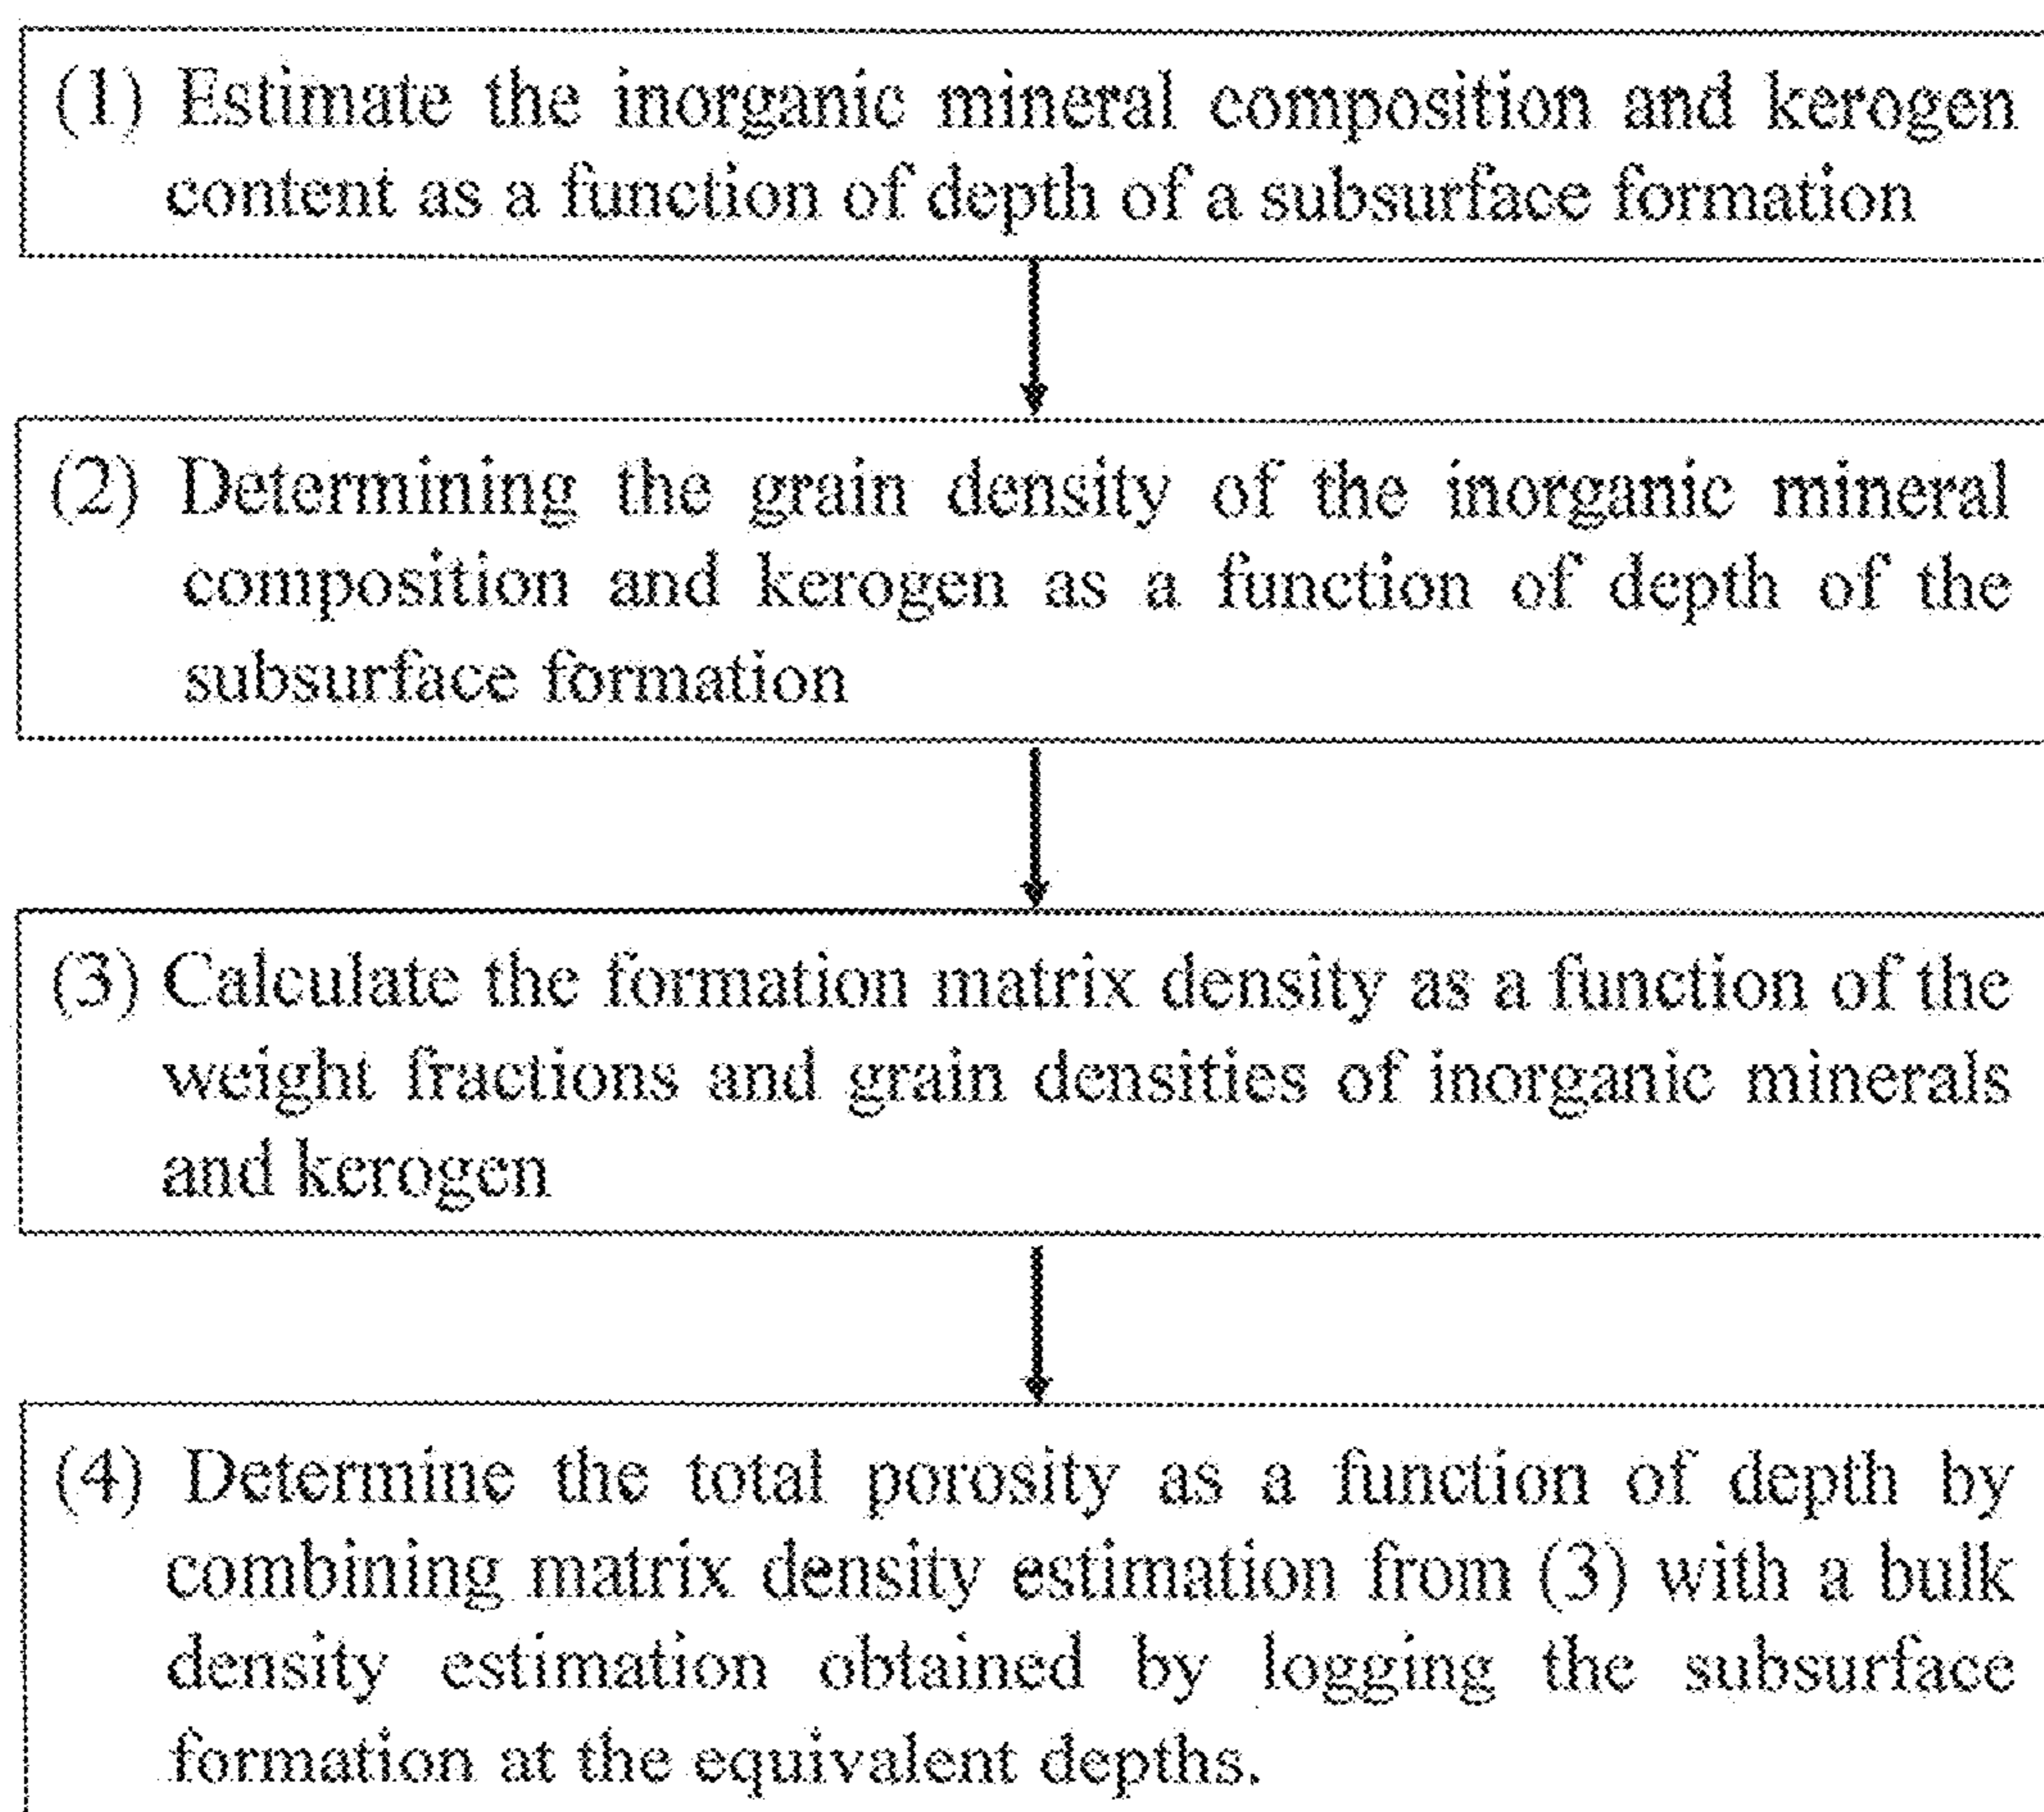 (1) Estimate the inorganic mineral composition and kerogen
content as a function of depth of a subsurface formation
(2) Determining the grain density of the inorganic mineral
composition and kerogen as a function of depth of the
subsurface formation
(3) Calculate the formation matrix density as a function of the
weight fractions and grain densities of inorganic minerals
and kerogen
(4) Determine the total porosity as a function of depth by
combining matrix density estimation from (3) with a bulk
density estimation obtained by logging the subsurface
formation at the equivalent depths.